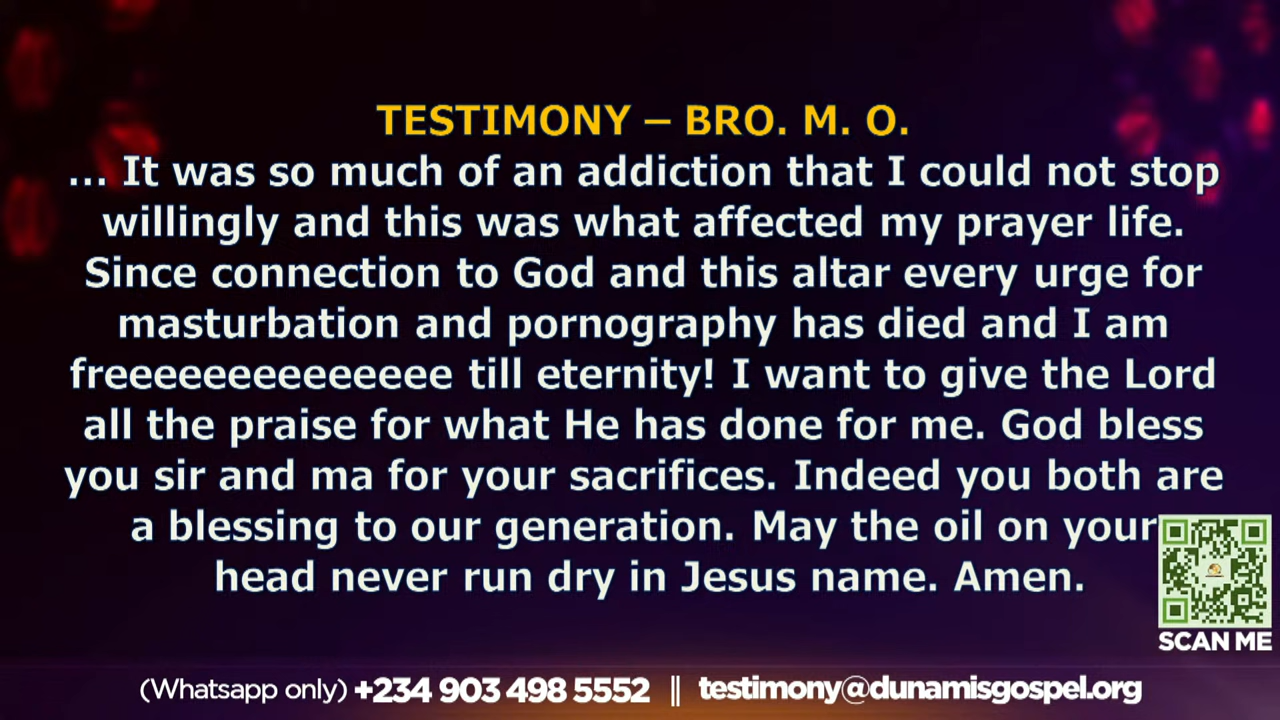 TESTIMONY – BRO. M. O.
... It was so much of an addiction that I could not stop
willingly and this was what affected my prayer life.
Since connection to God and this altar every urge for
masturbation and pornography has died and I am
freeeeeeeeeeeeeee till eternity! I want to give the Lord
all the praise for what He has done for me. God bless
you sir and ma for your sacrifices. Indeed you both are
a blessing to our generation. May the oil on your
head never run dry in Jesus name. Amen.
SCAN ME
(Whatsapp only) +234 903 498 5552 || testimony@dunamisgospel.org